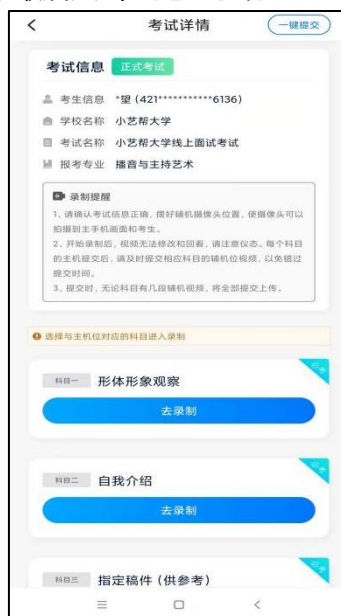 考试详情
一键提交
考试信息 正式考试
考生信息 *望 (421***********6136)
学校名称 小艺帮大学
考试名称 小艺帮大学线上面试考试
报考专业 播音与主持艺术
录制提醒
1、请确认考试信息正确，摆好辅机摄像头位置，使摄像头可以
拍摄到主手机画面和考生。
2、开始录制后，视频无法修改和回看，请注意仪态。每个科目
的主机提交后，请及时提交相应科目的辅机位视频，以免错过
提交时间。
3、提交时，无论科目有几段辅机视频，将全部提交上传。
选择与主机位对应的科目进入录制
科目一 形体形象观察
必考
去录制
科目二 自我介绍
必考
去录制
科目三 指定稿件 (供参考)
必考